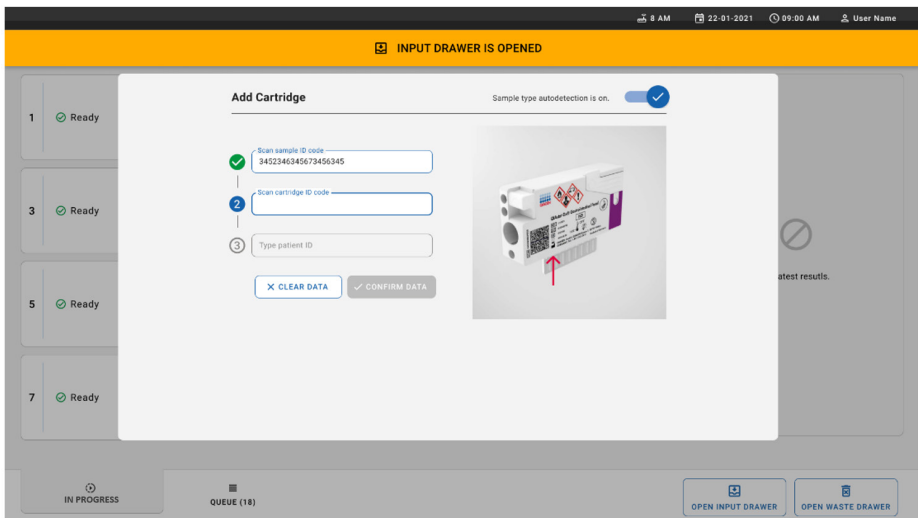 8 AM 22-01-2021 09:00 AM User Name
INPUT DRAWER IS OPENED
Add Cartridge
Sample type autodetection is on.
1 Ready
Scan sample ID code
3452346345673456345
Scan cartridge ID code
2
3 Ready
3 Type patient ID
CLEAR DATA CONFIRM DATA
atest resutls.
5 Ready
7 Ready
IN PROGRESS
QUEUE (18)
OPEN INPUT DRAWER
OPEN WASTE DRAWER